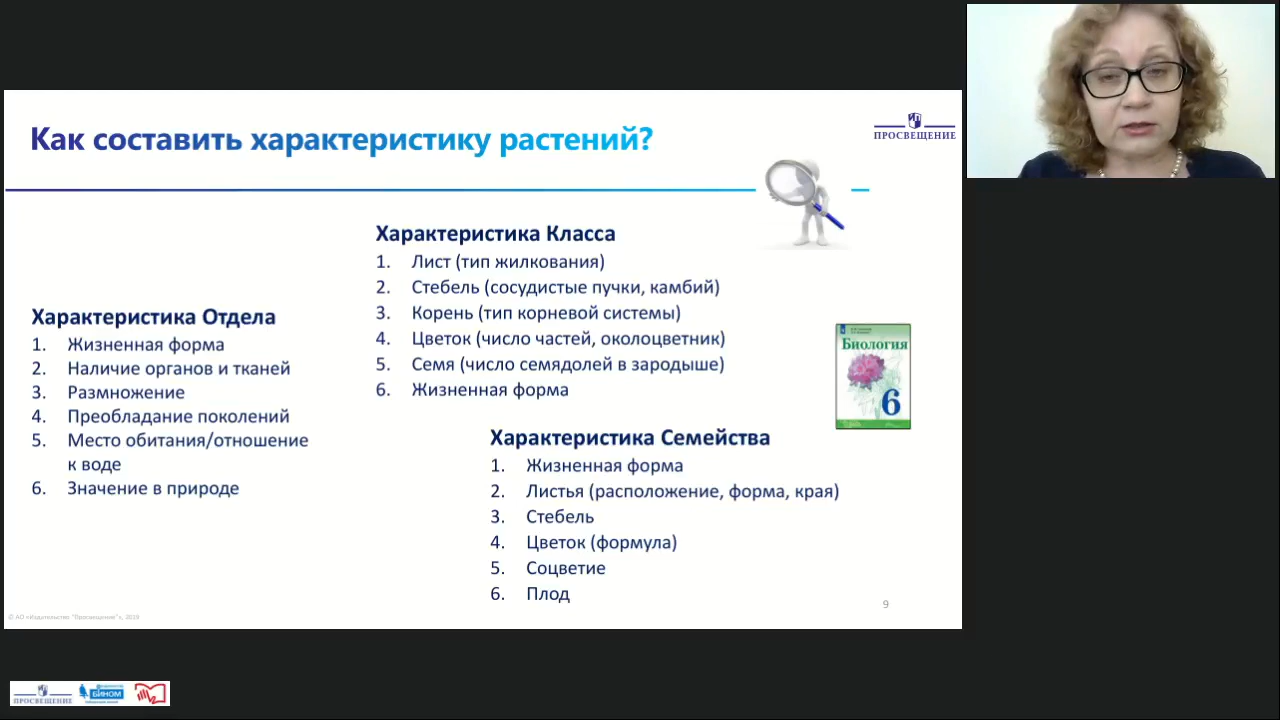 Как составить характеристику растений?
ПРОСВЕЩЕНИЕ
Характеристика Класса
1. Лист (тип жилкования)
2. Стебель (сосудистые пучки, камбий)
3. Корень (тип корневой системы)
4. Цветок (число частей, околоцветник)
5. Семя (число семядолей в зародыше)
6. Жизненная форма
Характеристика Отдела
1. Жизненная форма
2. Наличие органов и тканей
3. Размножение
4. Преобладание поколений
5. Место обитания/отношение
к воде
6. Значение в природе
Биология
6
Характеристика Семейства
1. Жизненная форма
2. Листья (расположение, форма, края)
3. Стебель
4. Цветок (формула)
5. Соцветие
6. Плод
9
© АО «Издательство "Просвещение"», 2019
ПРОСВЕЩЕНИЕ
БИНОМ